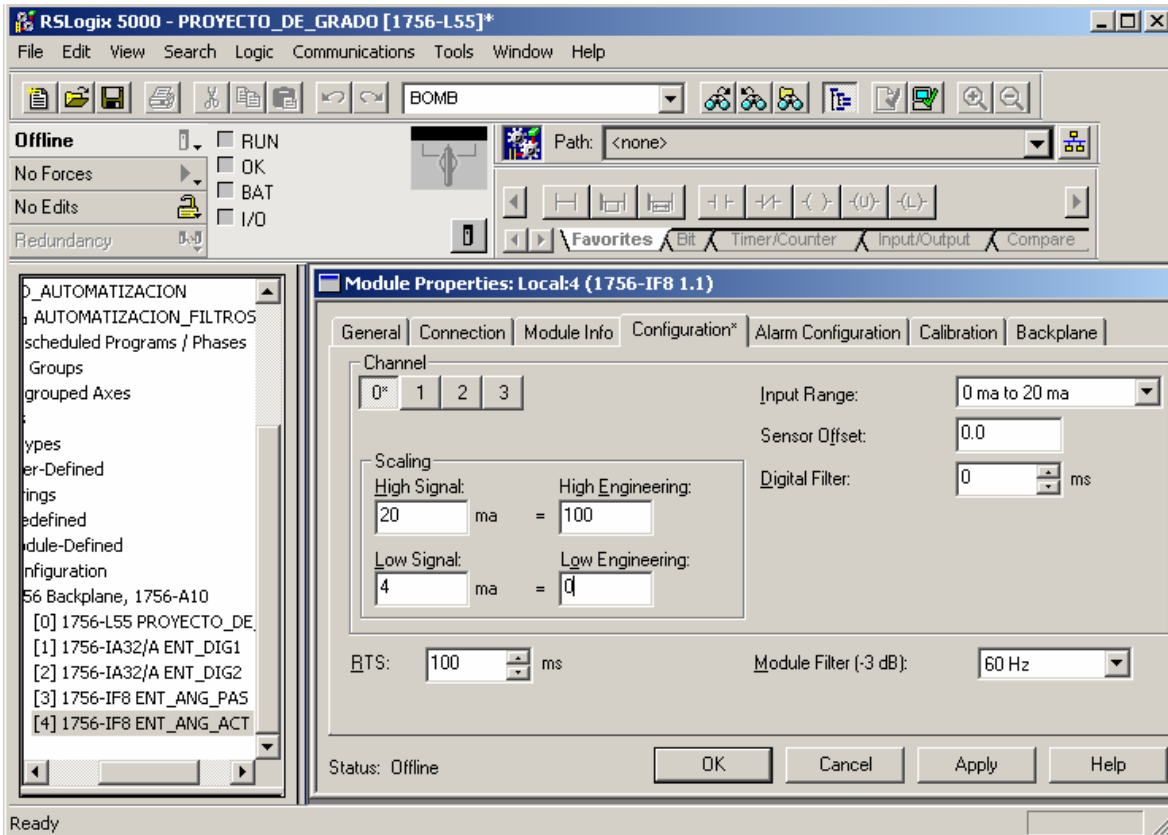 RSLogix 5000 - PROYECTO_DE_GRADO [1756-L55]*
File Edit View Search Logic Communications Tools Window Help
BOMB
Offline
RUN
No Forces
OK
No Edits
BAT
Redundancy
I/O
Path: <none>
Favorites Bit Timer/Counter Input/Output Compare
O_AUTOMATIZACION
AUTOMATIZACION_FILTROS
scheduled Programs / Phases
Groups
grouped Axes
s
ypes
er-Defined
rings
edefined
dule-Defined
nfiguration
56 Backplane, 1756-A10
[0] 1756-L55 PROYECTO_DE_
[1] 1756-IA32/A ENT_DIG1
[2] 1756-IA32/A ENT_DIG2
[3] 1756-IF8 ENT_ANG_PAS
[4] 1756-IF8 ENT_ANG_ACT
Module Properties: Local:4 (1756-IF8 1.1)
General Connection Module Info Configuration* Alarm Configuration Calibration Backplane
Channel
0* 1 2 3
Input Range: 0 ma to 20 ma
Sensor Offset: 0.0
Digital Filter: 0 ms
Scaling
High Signal: High Engineering:
20 ma = 100
Low Signal: Low Engineering:
4 ma = 0
RTS: 100 ms
Module Filter (-3 dB): 60 Hz
Status: Offline
OK Cancel Apply Help
Ready